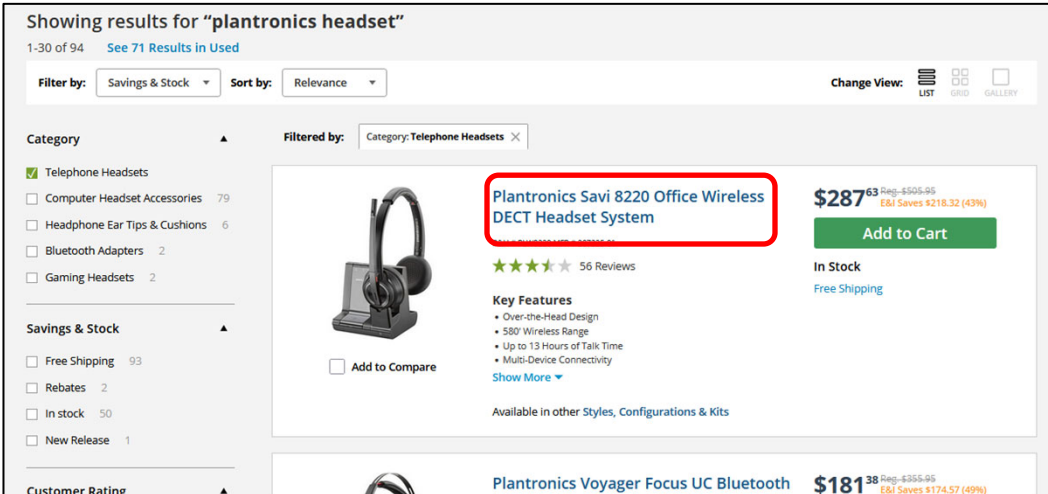 Showing results for “plantronics headset”
1-30 of 94 See 71 Results in Used
Filter by: Savings & Stock Sort by: Relevance Change View: LIST GRID GALLERY
Category
Telephone Headsets
Computer Headset Accessories 79
Headphone Ear Tips & Cushions 6
Bluetooth Adapters 2
Gaming Headsets 2
Savings & Stock
Free Shipping 93
Rebates 2
In stock 50
New Release 1
Customer Rating
Filtered by: Category: Telephone Headsets
Add to Compare
Plantronics Savi 8220 Office Wireless
DECT Headset System
56 Reviews
Key Features
• Over-the-Head Design
• 580' Wireless Range
• Up to 13 Hours of Talk Time
• Multi-Device Connectivity
Show More
Available in other Styles, Configurations & Kits
$287 63 Reg. $505.95
E&I Saves $218.32 (43%)
Add to Cart
In Stock
Free Shipping
Plantronics Voyager Focus UC Bluetooth
$181 38 Reg. $355.95
E&I Saves $174.57 (49%)